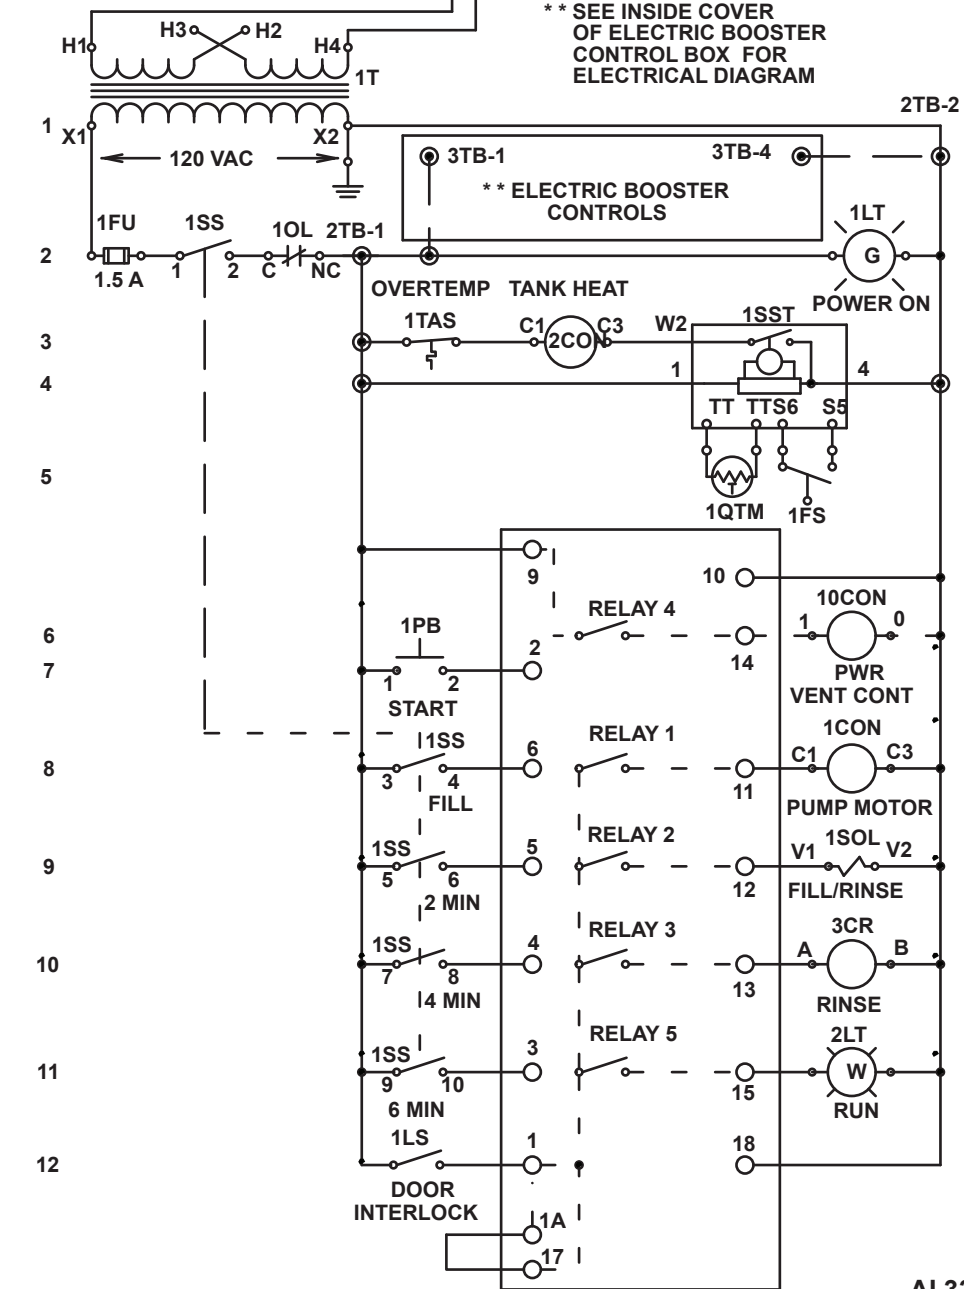 * * SEE INSIDE COVER
OF ELECTRIC BOOSTER
CONTROL BOX FOR
ELECTRICAL DIAGRAM
H1
H3
H2
H4
1T
2TB-2
1
X1
X2
120 VAC
3TB-1
3TB-4
* * ELECTRIC BOOSTER
CONTROLS
1FU
1SS
1OL
2TB-1
1LT
2
1
2
C
NC
G
1.5 A
POWER ON
OVERTEMP
TANK HEAT
3
1TAS
C1
2CON
C3
W2
1SST
4
1
4
TT
TT
S6
S5
5
1QTM
1FS
9
10
RELAY 4
10CON
6
1PB
2
14
1
0
7
1
2
PWR
VENT CONT
START
1SS
6
RELAY 1
1CON
8
3
4
11
C1
C3
FILL
PUMP MOTOR
9
1SS
5
RELAY 2
V1
1SOL
V2
5
6
12
2 MIN
FILL/RINSE
10
1SS
4
RELAY 3
3CR
7
8
13
A
B
4 MIN
RINSE
11
1SS
3
RELAY 5
2LT
9
10
15
W
6 MIN
RUN
12
1LS
1
18
DOOR
INTERLOCK
1A
17